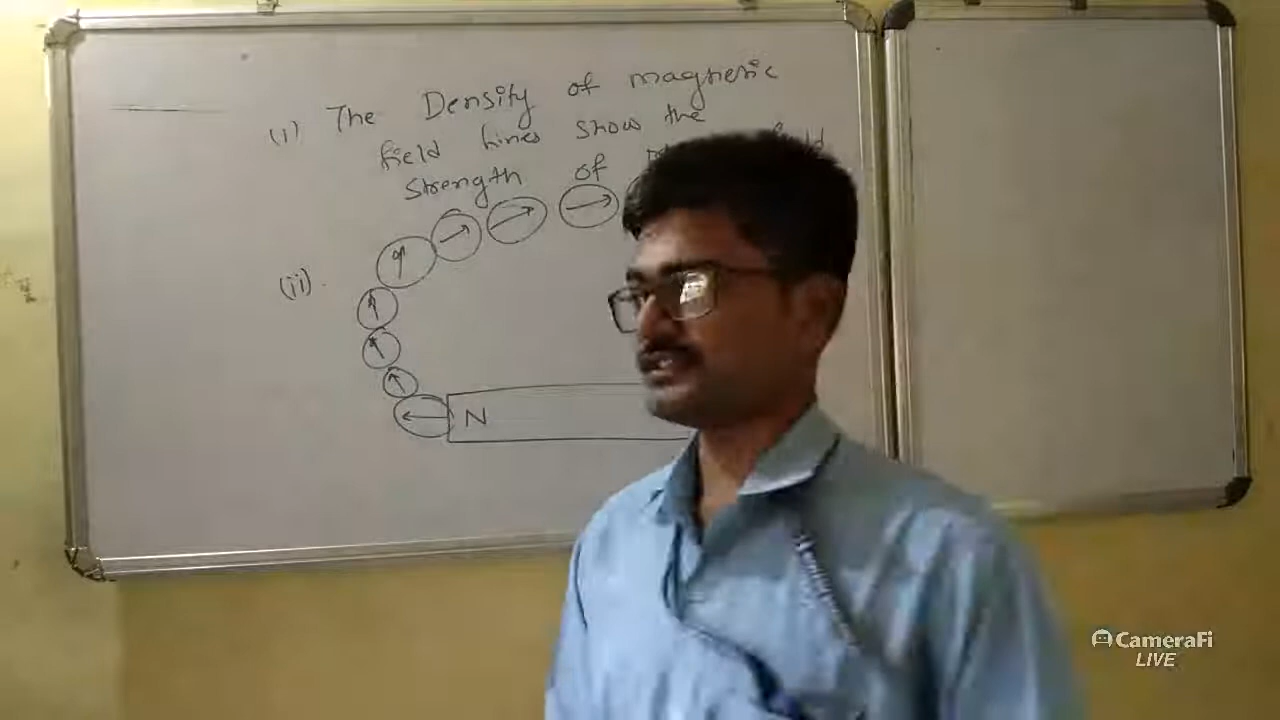 (i) The Density of magnetic
field lines show the
strength of
(ii).
N
CameraFi
LIVE